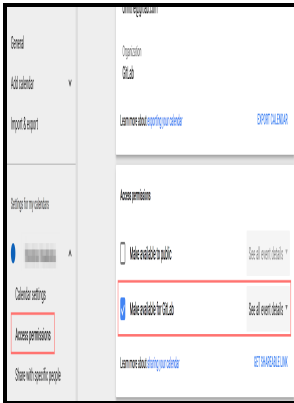 General
Add calendar
Import & export
Settings for my calendars
Calendar settings
Access permissions
Share with specific people
Organization
GitLab
Learn more about exporting your calendar
EXPORT CALENDAR
Access permissions
Make available to public
See all event details
Make available for GitLab
See all event details
Learn more about sharing your calendar
GET SHAREABLE LINK